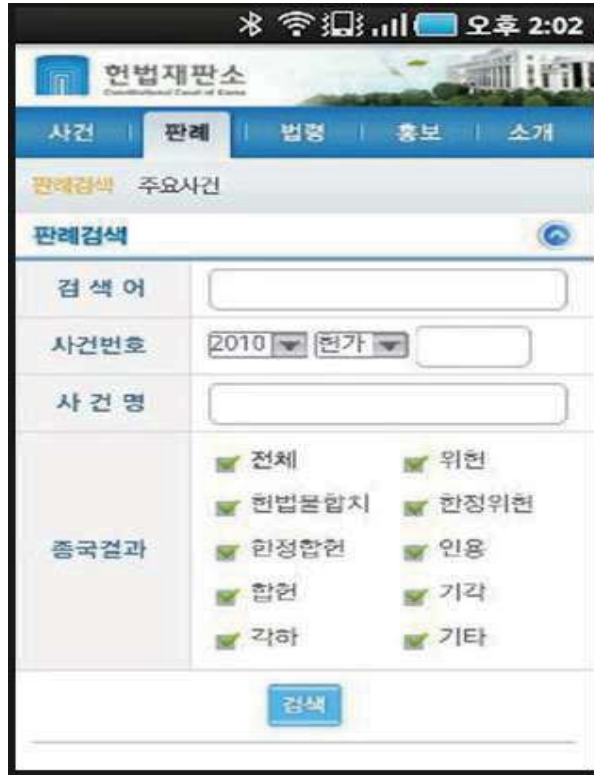 오후 2:02
헌법재판소
Constitutional Court of Korea
사건 판례 법령 홍보 소개
판례검색 주요사건
판례검색
검 색 어
사건번호 2010 헌가
사 건 명
종국결과
전체 위헌
헌법불합치 한정위헌
한정합헌 인용
합헌 기각
각하 기타
검색